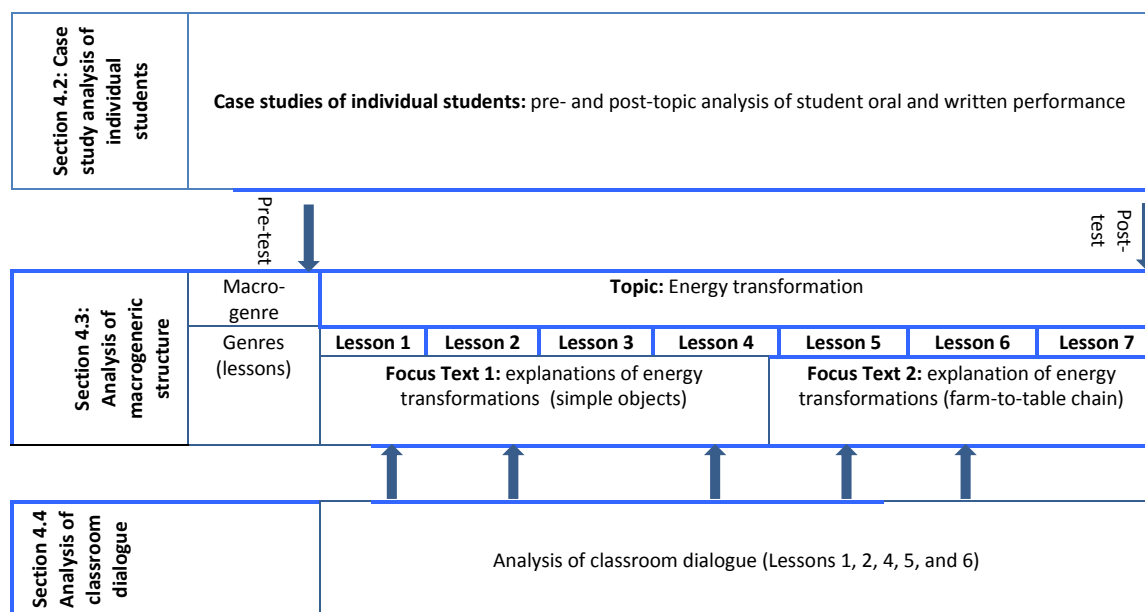 Section 4.2: Case
study analysis of
individual
students
Case studies of individual students: pre- and post-topic analysis of student oral and written performance
Pre-test
Post-
test
Section 4.3:
Analysis of
macrogeneric
structure
Macro-
genre
Topic: Energy transformation
Genres
(lessons)
Lesson 1 Lesson 2 Lesson 3 Lesson 4 Lesson 5 Lesson 6 Lesson 7
Focus Text 1: explanations of energy
transformations (simple objects)
Focus Text 2: explanation of energy
transformations (farm-to-table chain)
Section 4.4
Analysis of
classroom
dialogue
Analysis of classroom dialogue (Lessons 1, 2, 4, 5, and 6)